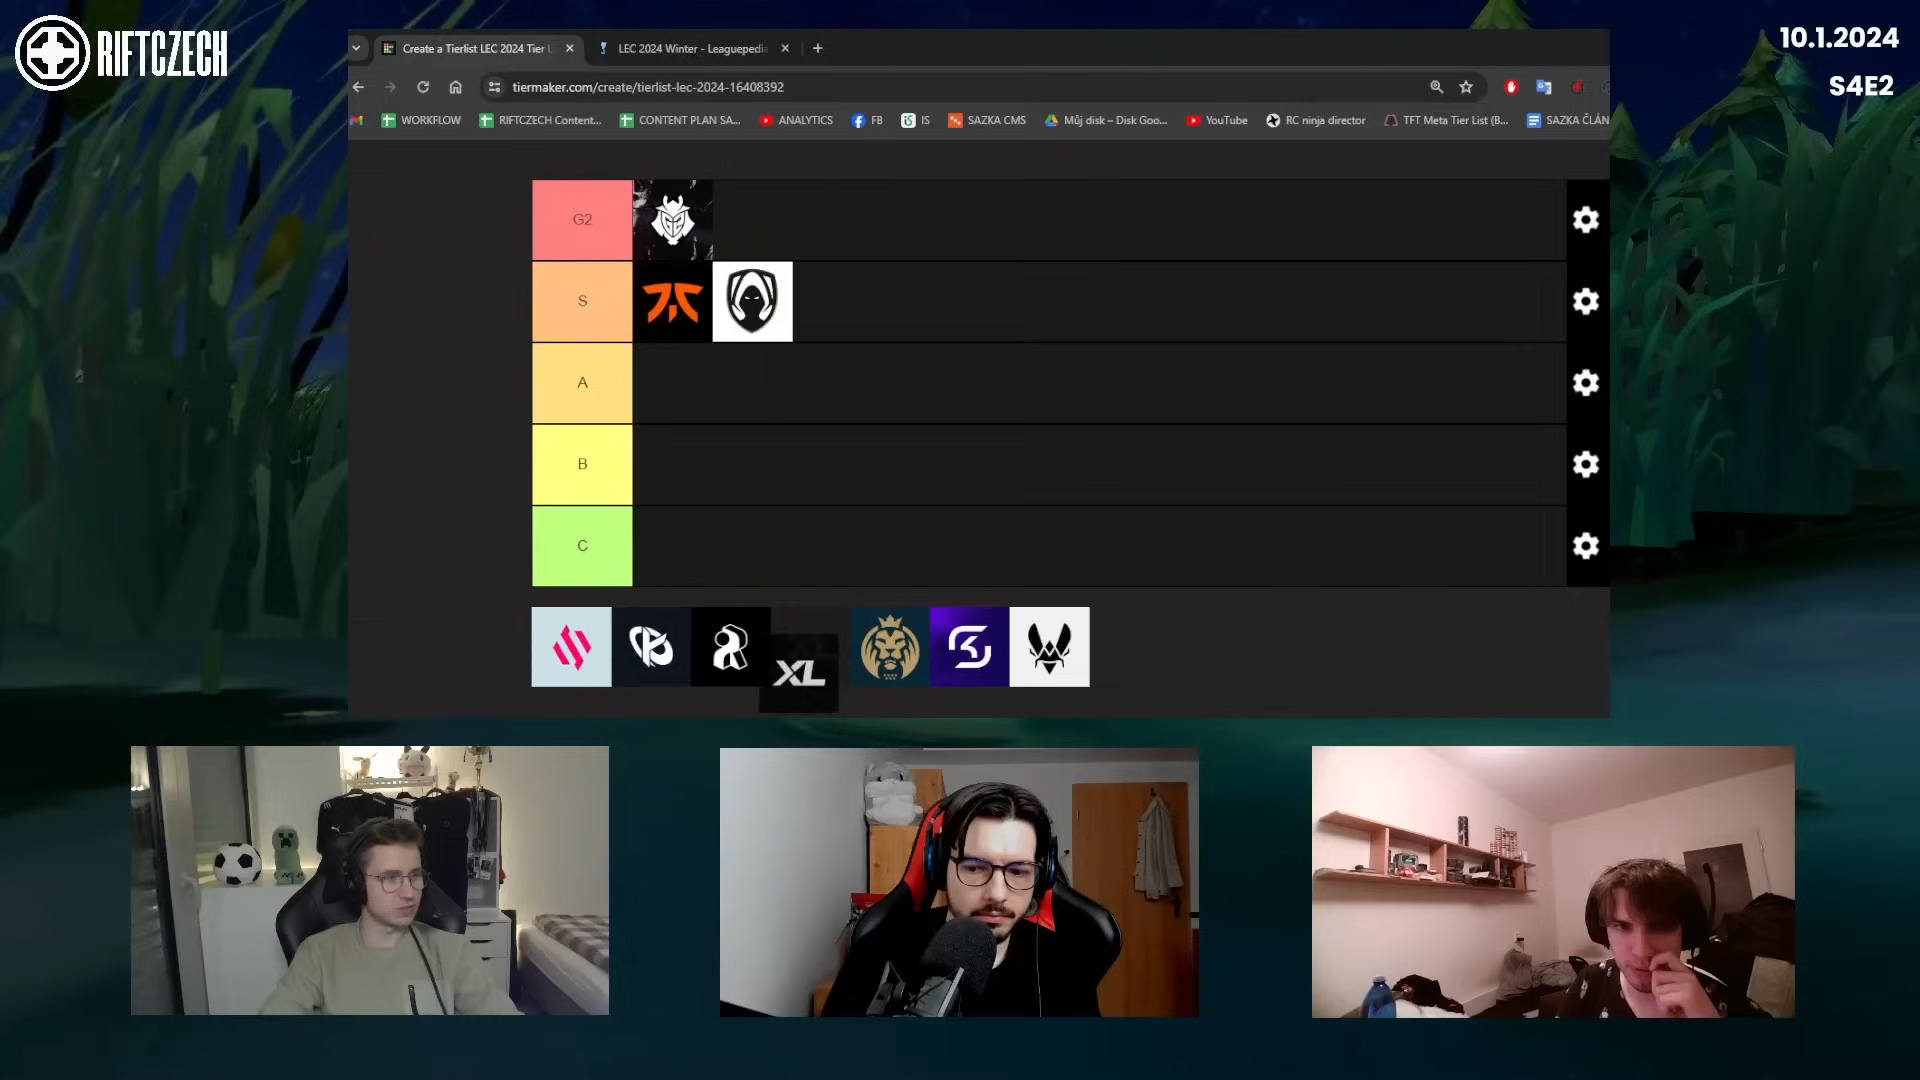 RIFTCZECH
10.1.2024
S4E2
Create a Tierlist LEC 2024 Tier L
LEC 2024 Winter - Leaguepedia
tiermaker.com/create/tierlist-lec-2024-16408392
WORKFLOW
RIFTCZECH Content...
CONTENT PLAN SA...
ANALYTICS
FB
IS
SAZKA CMS
Můj disk – Disk Goo...
YouTube
RC ninja director
TFT Meta Tier List (B...
SAZKA ČLÁN
G2
S
A
B
C
XL